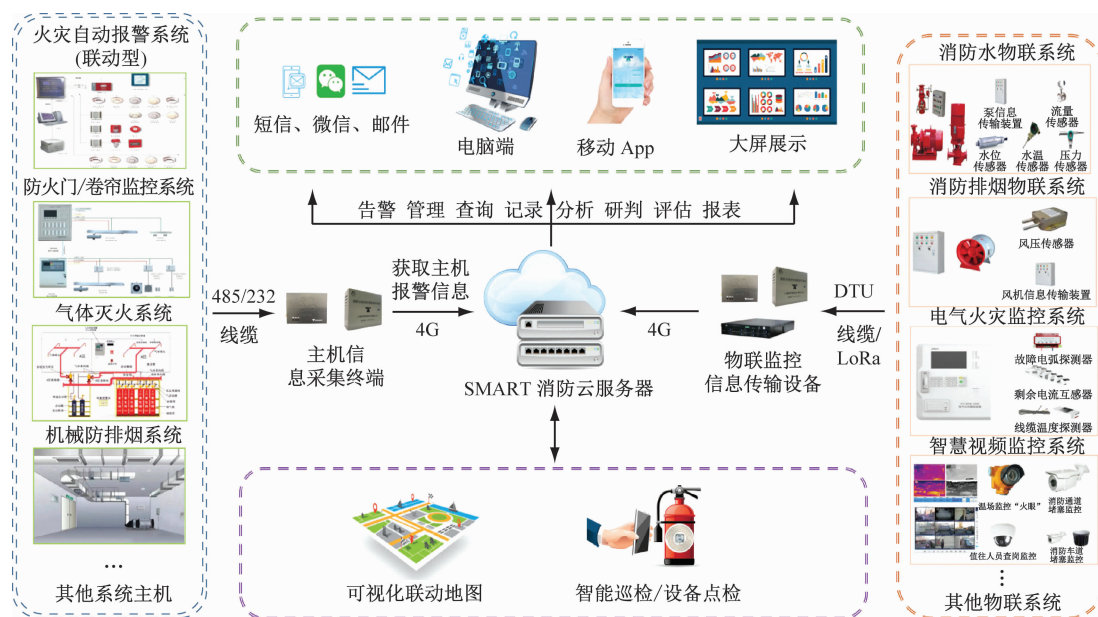 火灾自动报警系统
(联动型)
防火门/卷帘监控系统
气体灭火系统
机械防排烟系统
...
其他系统主机
485/232
线缆
主机信
息采集终端
获取主机
报警信息
4G
短信、微信、邮件
电脑端
移动 App
大屏展示
告警 管理 查询 记录 分析 研判 评估 报表
SMART 消防云服务器
4G
物联监控
信息传输设备
DTU
线缆/
LoRa
可视化联动地图
智能巡检/设备点检
消防水物联系统
泵信息
传输装置
流量
传感器
水位
传感器
水温
传感器
压力
传感器
消防排烟物联系统
风压传感器
风机信息传输装置
电气火灾监控系统
故障电弧探测器
剩余电流互感器
线缆温度探测器
智慧视频监控系统
温场监控“火眼”
消防通道
堵塞监控
值往人员查岗监控
消防车道
堵塞监控
...
其他物联系统